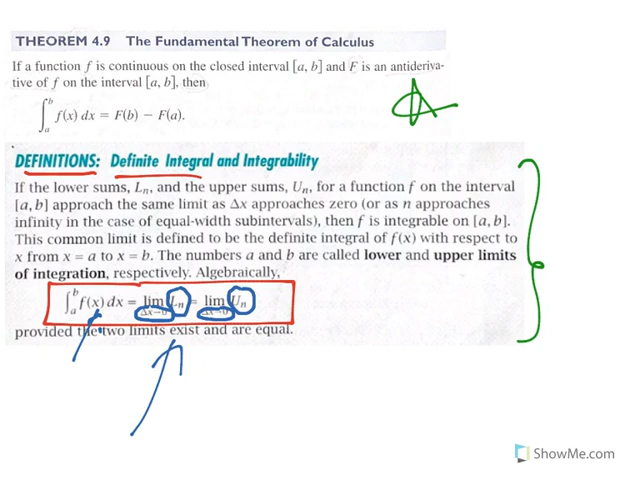 THEOREM 4.9 The Fundamental Theorem of Calculus
If a function f is continuous on the closed interval [a, b] and F is an antideriva-
tive of f on the interval [a, b], then
∫ₐᵇ f(x) dx = F(b) − F(a).
DEFINITIONS: Definite Integral and Integrability
If the lower sums, Lₙ, and the upper sums, Uₙ, for a function f on the interval
[a, b] approach the same limit as Δx approaches zero (or as n approaches
infinity in the case of equal-width subintervals), then f is integrable on [a, b].
This common limit is defined to be the definite integral of f(x) with respect to
x from x = a to x = b. The numbers a and b are called lower and upper limits
of integration, respectively. Algebraically,
∫ₐᵇ f(x) dx = lim Lₙ = lim Uₙ
Δx→0 Δx→0
provided the two limits exist and are equal.
ShowMe.com